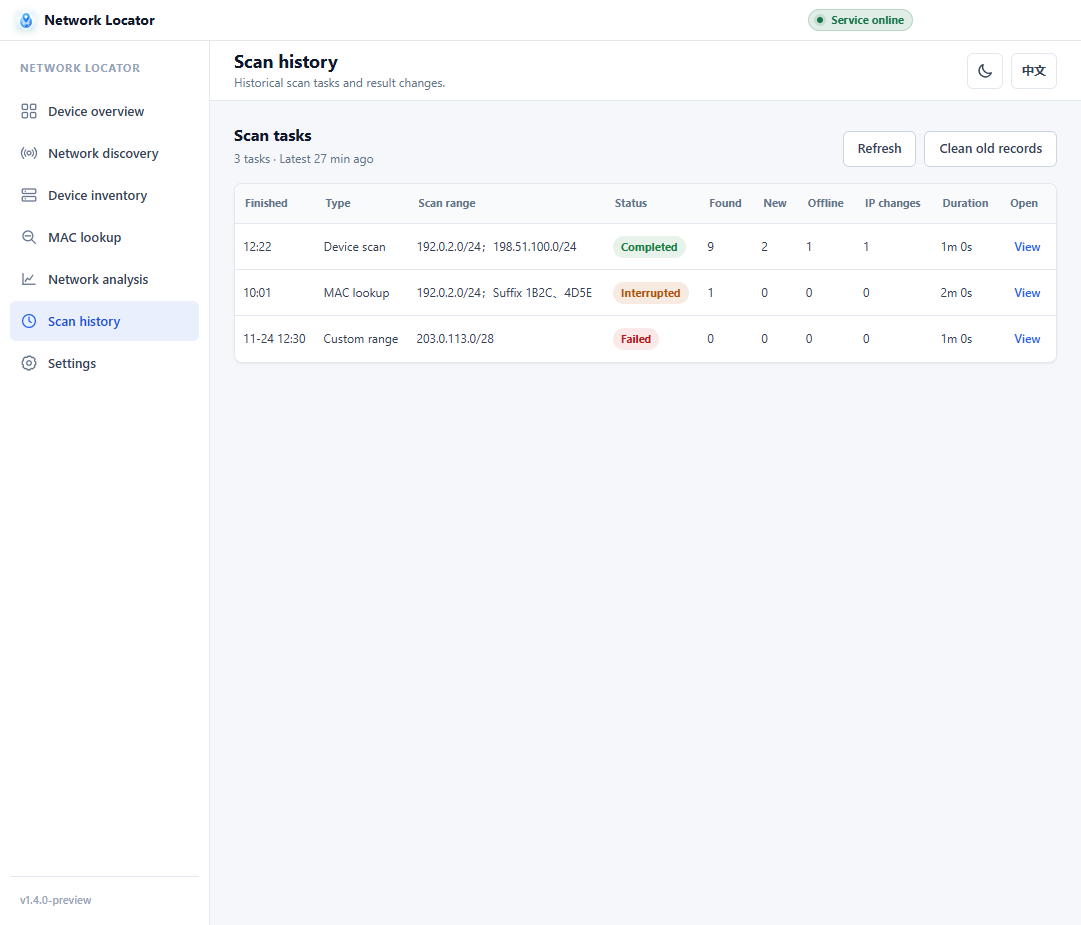 Network Locator
Service online
NETWORK LOCATOR
Device overview
Network discovery
Device inventory
MAC lookup
Network analysis
Scan history
Settings
v1.4.0-preview
Scan history
Historical scan tasks and result changes.
中文
Scan tasks
3 tasks · Latest 27 min ago
Refresh
Clean old records
Finished Type Scan range Status Found New Offline IP changes Duration Open
12:22 Device scan 192.0.2.0/24；198.51.100.0/24 Completed 9 2 1 1 1m 0s View
10:01 MAC lookup 192.0.2.0/24；Suffix 1B2C、4D5E Interrupted 1 0 0 0 2m 0s View
11-24 12:30 Custom range 203.0.113.0/28 Failed 0 0 0 0 1m 0s View